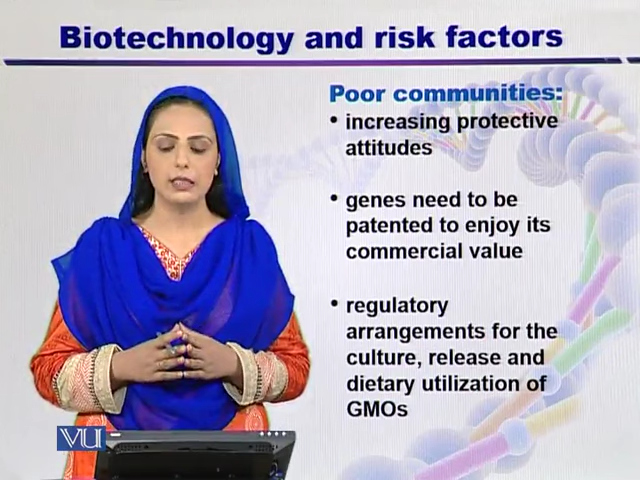 Biotechnology and risk factors
Poor communities:
• increasing protective
attitudes
• genes need to be
patented to enjoy its
commercial value
• regulatory
arrangements for the
culture, release and
dietary utilization of
GMOs
VU